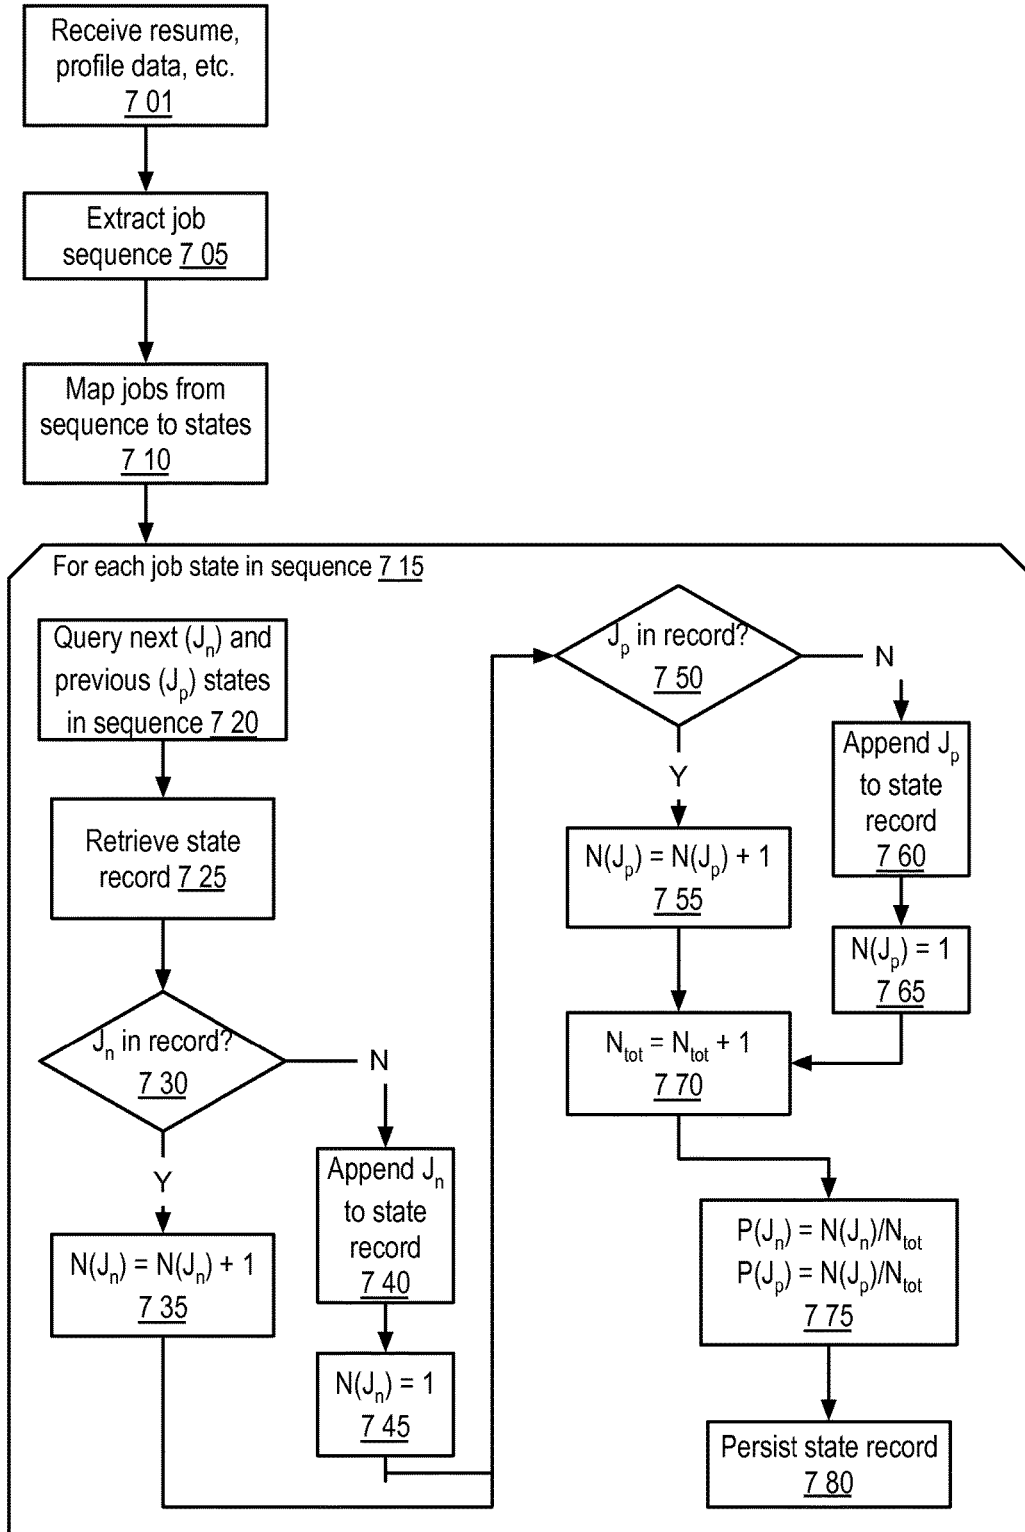 Receive resume,
profile data, etc.
7 01
Extract job
sequence 7 05
Map jobs from
sequence to states
7 10
For each job state in sequence 7 15
Query next (Jn) and
previous (Jp) states
in sequence 7 20
Retrieve state
record 7 25
Jn in record?
7 30
N
Y
N(Jn) = N(Jn) + 1
7 35
Append Jn
to state
record
7 40
N(Jn) = 1
7 45
Jp in record?
7 50
N
Y
N(Jp) = N(Jp) + 1
7 55
Append Jp
to state
record
7 60
N(Jp) = 1
7 65
Ntot = Ntot + 1
7 70
P(Jn) = N(Jn)/Ntot
P(Jp) = N(Jp)/Ntot
7 75
Persist state record
7 80